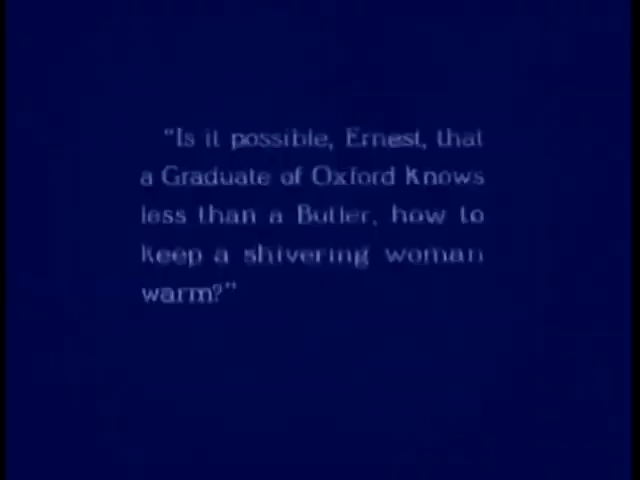 "Is it possible, Ernest, that
a Graduate of Oxford knows
less than a Butler, how to
keep a shivering woman
warm?"